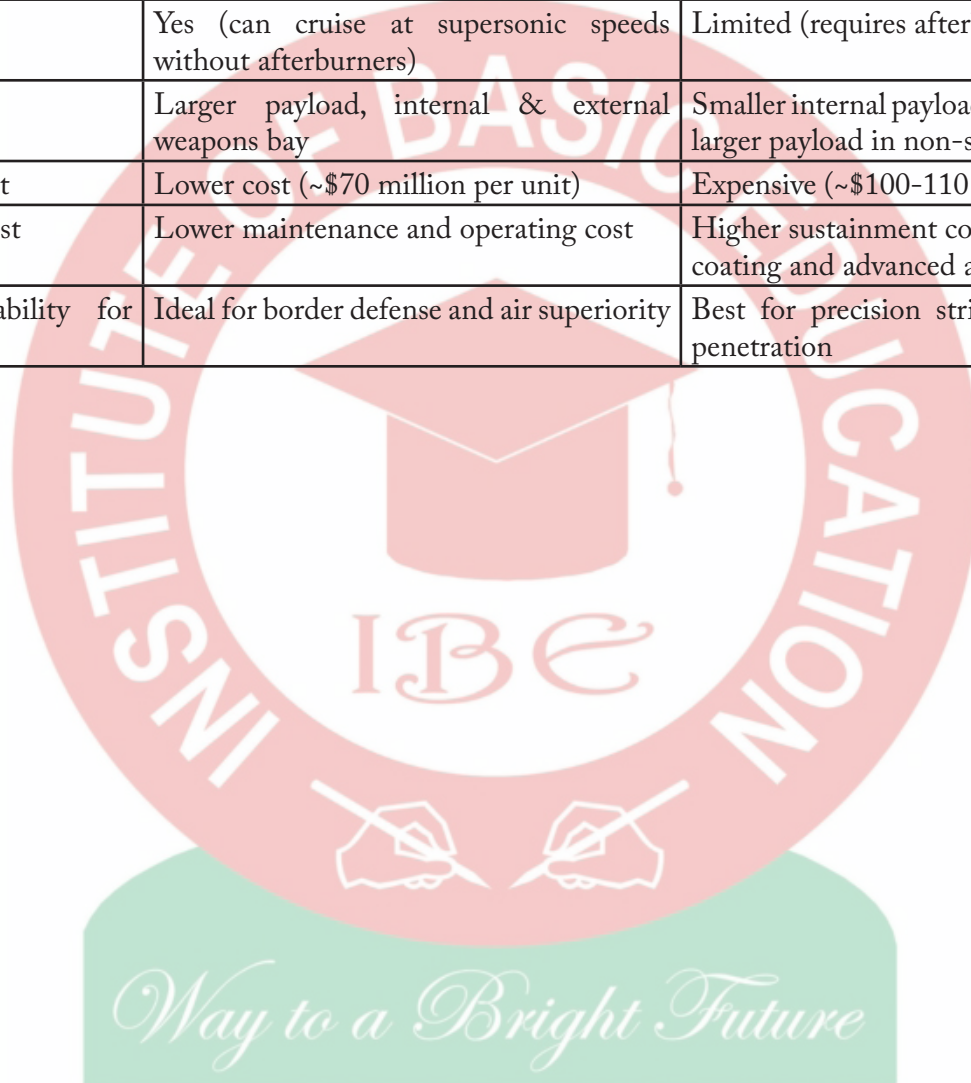 Yes (can cruise at supersonic speeds Limited (requires after
without afterburners)
Larger payload, internal & external Smaller internal payload
weapons bay larger payload in non-s
t Lower cost (~$70 million per unit) Expensive (~$100-110
st Lower maintenance and operating cost Higher sustainment co
coating and advanced a
ability for Ideal for border defense and air superiority Best for precision stri
penetration
INSTITUTE OF BASIC EDUCATION
IBE
Way to a Bright Future